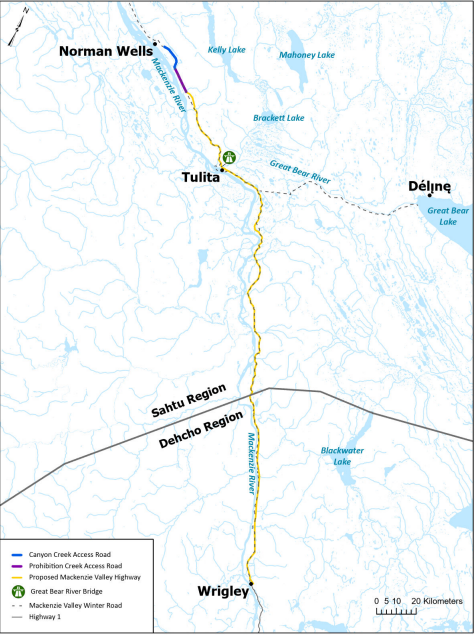 Norman Wells
Kelly Lake
Mahoney Lake
Mackenzie River
Brackett Lake
Great Bear River
Tulita
Délı̨nę
Great Bear
Lake
Sahtu Region
Dehcho Region
Mackenzie River
Blackwater
Lake
Wrigley
Canyon Creek Access Road
Prohibition Creek Access Road
Proposed Mackenzie Valley Highway
Great Bear River Bridge
Mackenzie Valley Winter Road
Highway 1
0 5 10 20 Kilometers